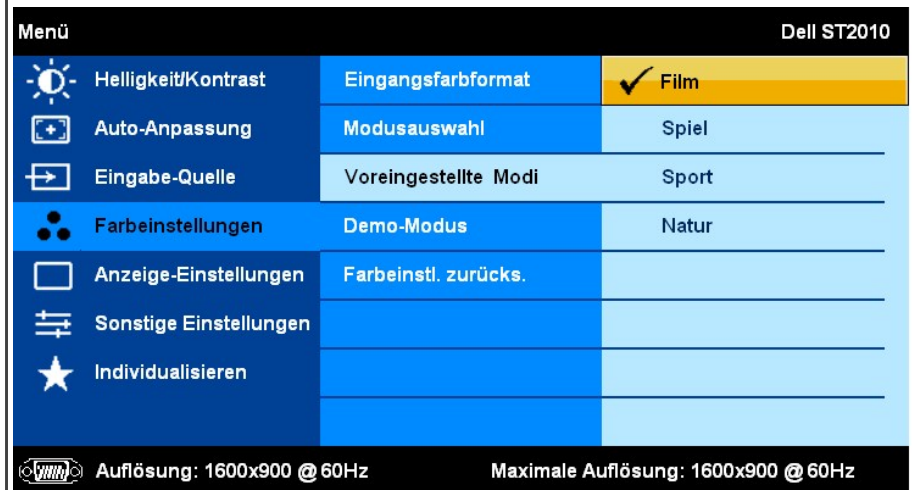 Menü Dell ST2010
Helligkeit/Kontrast Eingangsfarbformat Film
Auto-Anpassung Modusauswahl Spiel
Eingabe-Quelle Voreingestellte Modi Sport
Farbeinstellungen Demo-Modus Natur
Anzeige-Einstellungen Farbeinstl. zurücks.
Sonstige Einstellungen
Individualisieren
Auflösung: 1600x900 @60Hz Maximale Auflösung: 1600x900 @60Hz